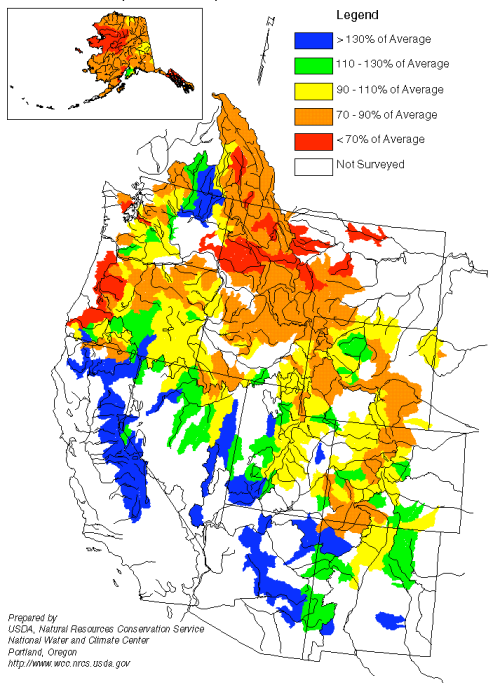 Legend
> 130% of Average
110 - 130% of Average
90 - 110% of Average
70 - 90% of Average
< 70% of Average
Not Surveyed
Prepared by
USDA, Natural Resources Conservation Service
National Water and Climate Center
Portland, Oregon
http://www.wcc.nrcs.usda.gov